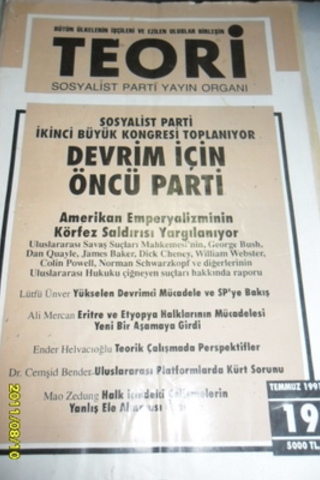 BÜTÜN ÜLKELERİN İŞÇİLERİ VE EZİLEN ULUSLAR BİRLEŞİN
TEORİ
SOSYALİST PARTİ YAYIN ORGANI
SOSYALİST PARTİ
İKİNCİ BÜYÜK KONGRESİ TOPLANIYOR
DEVRİM İÇİN
ÖNCÜ PARTİ
Amerikan Emperyalizminin
Körfez Saldırısı Yargılanıyor
Uluslararası Savaş Suçları Mahkemesi'nin, George Bush,
Dan Quayle, James Baker, Dick Cheney, William Webster,
Colin Powell, Norman Schwarzkopf ve diğerlerinin
Uluslararası Hukuku çiğneyen suçları hakkında raporu
Lütfü Ünver Yükselen Devrimci Mücadele ve SP'ye Bakış
Ali Mercan Eritre ve Etyopya Halklarının Mücadelesi
Yeni Bir Aşamaya Girdi
Ender Helvacıoğlu Teorik Çalışmada Perspektifler
Dr. Cemşid Bender Uluslararası Platformlarda Kürt Sorunu
Mao Zedung Halk İçindeki Çelişmelerin
Yanlış Ele Alınması
TEMMUZ 1991
19
5000 TL.
2011/08/10